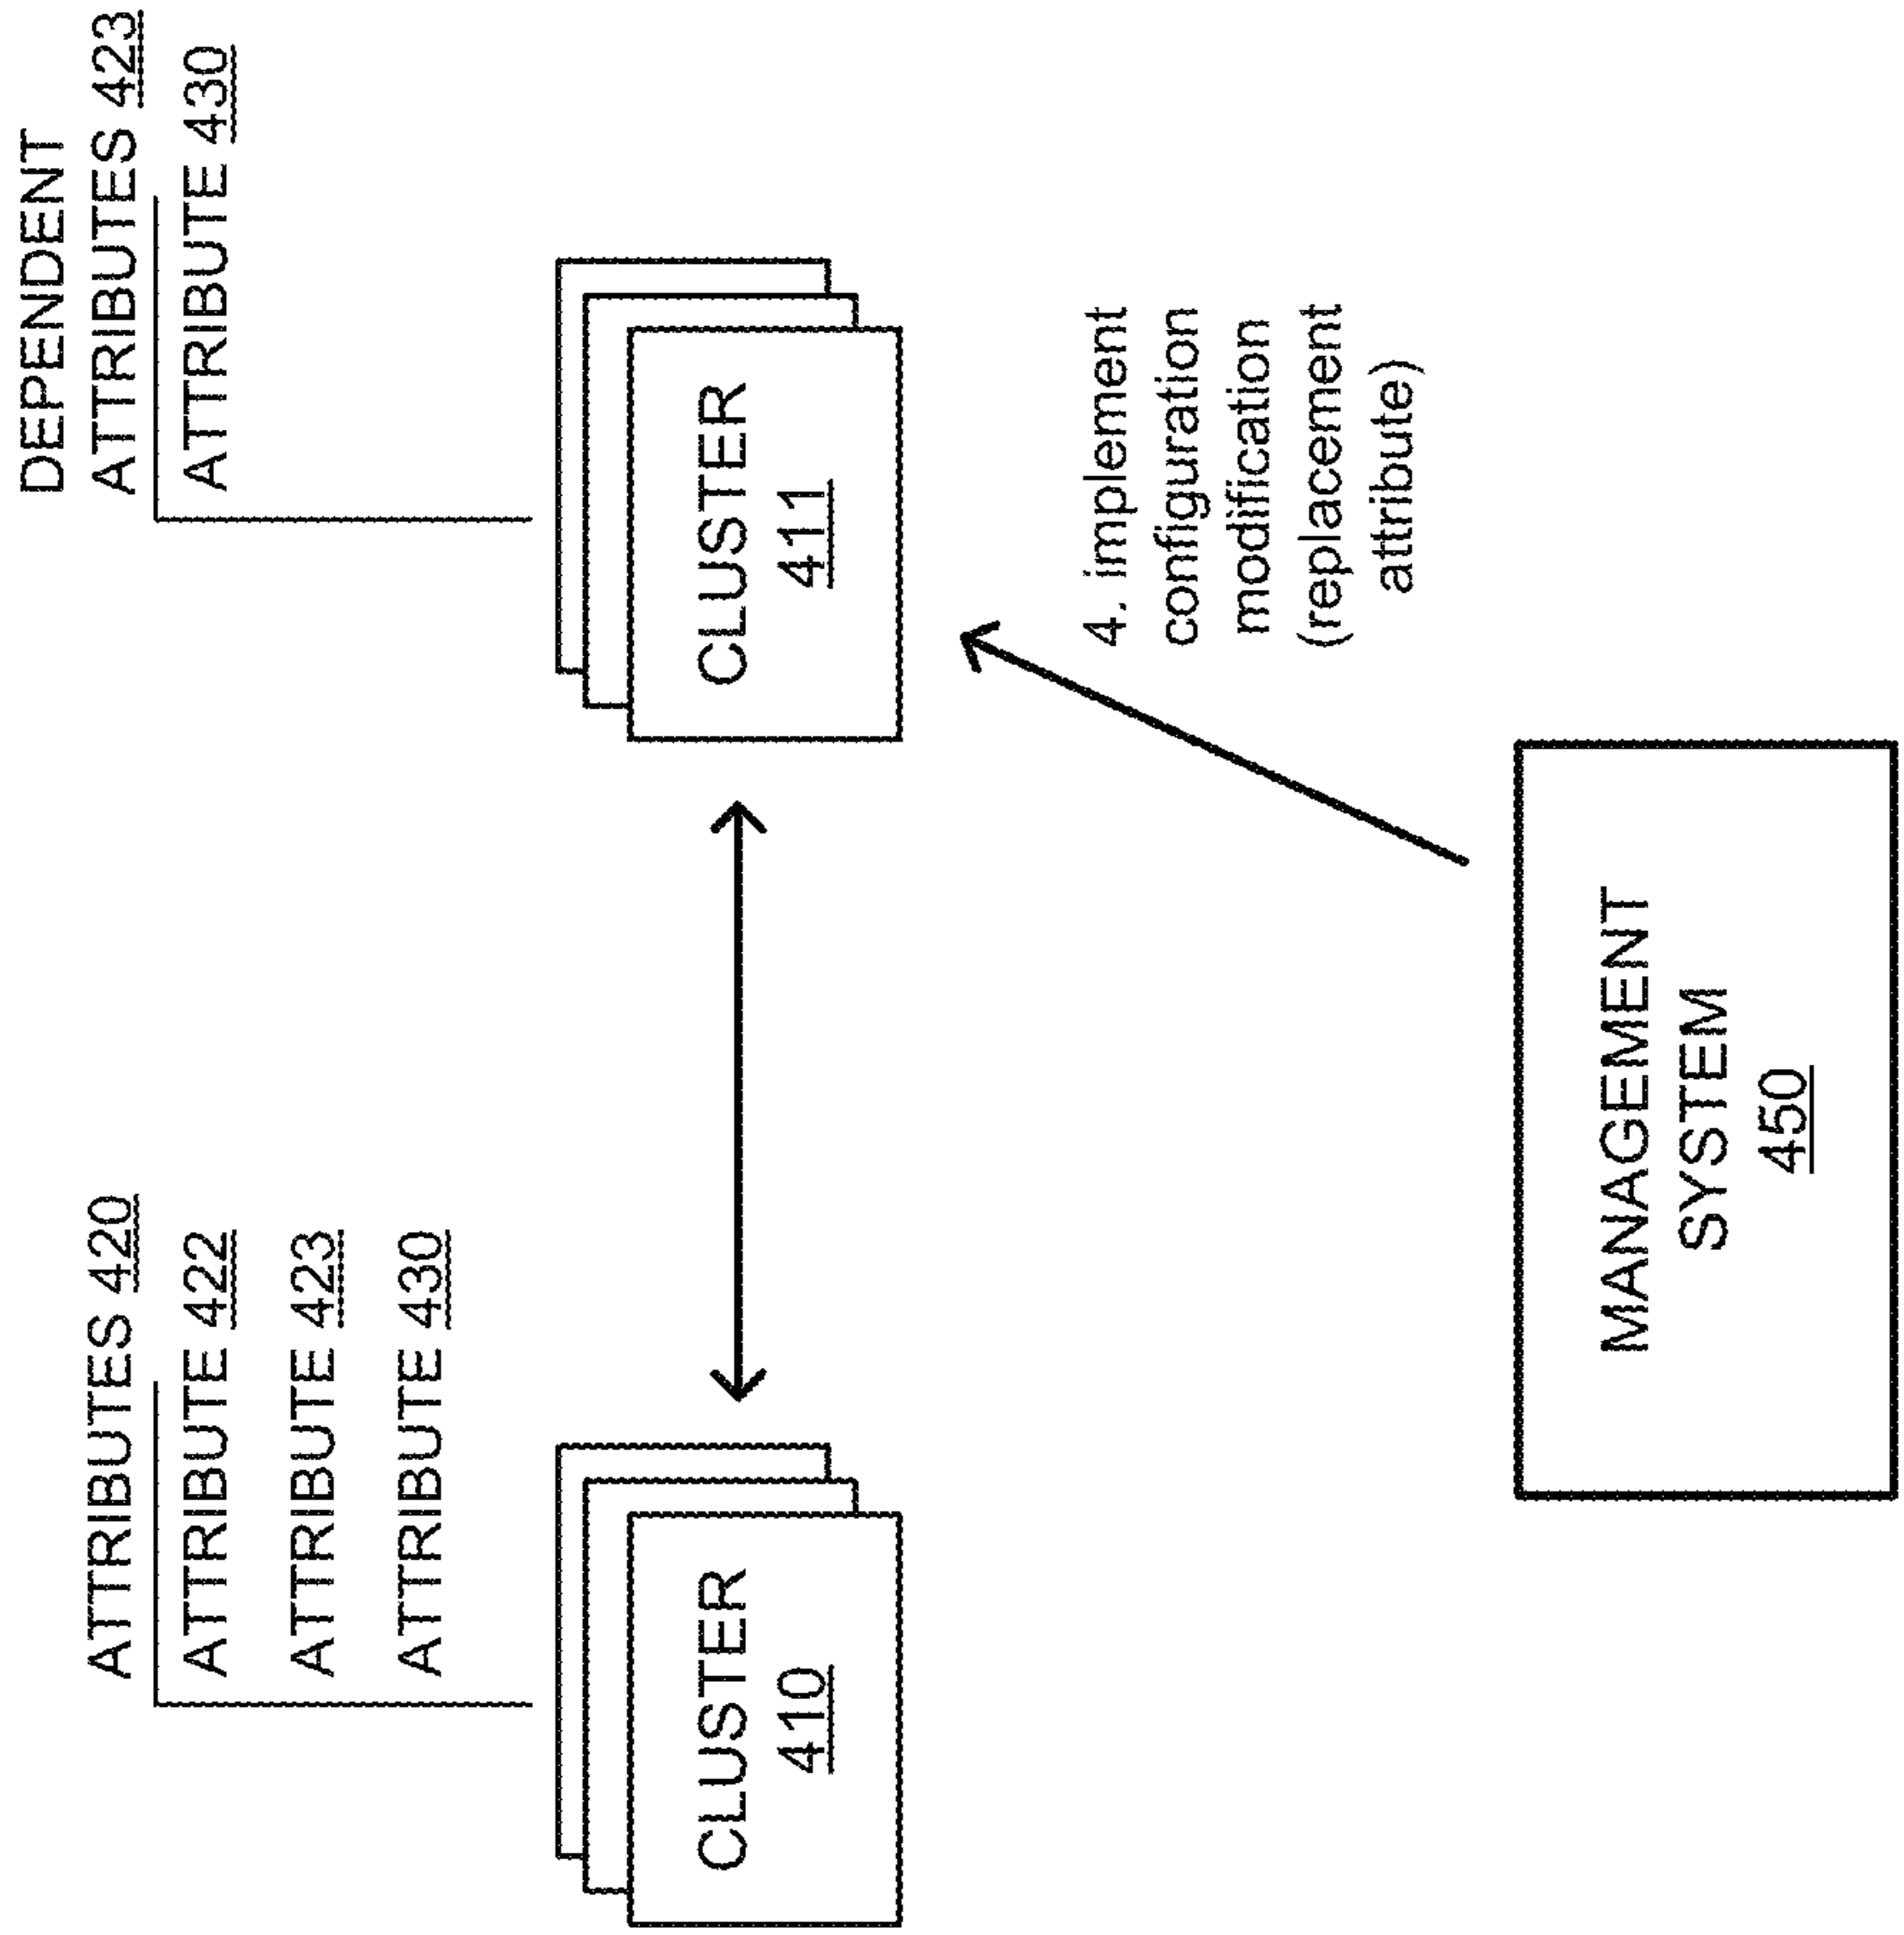 ATTRIBUTES 420
ATTRIBUTE 422
ATTRIBUTE 423
ATTRIBUTE 430
DEPENDENT
ATTRIBUTES 423
ATTRIBUTE 430
CLUSTER
410
CLUSTER
411
4. implement
configuration
modification
(replacement
attribute)
MANAGEMENT
SYSTEM
450